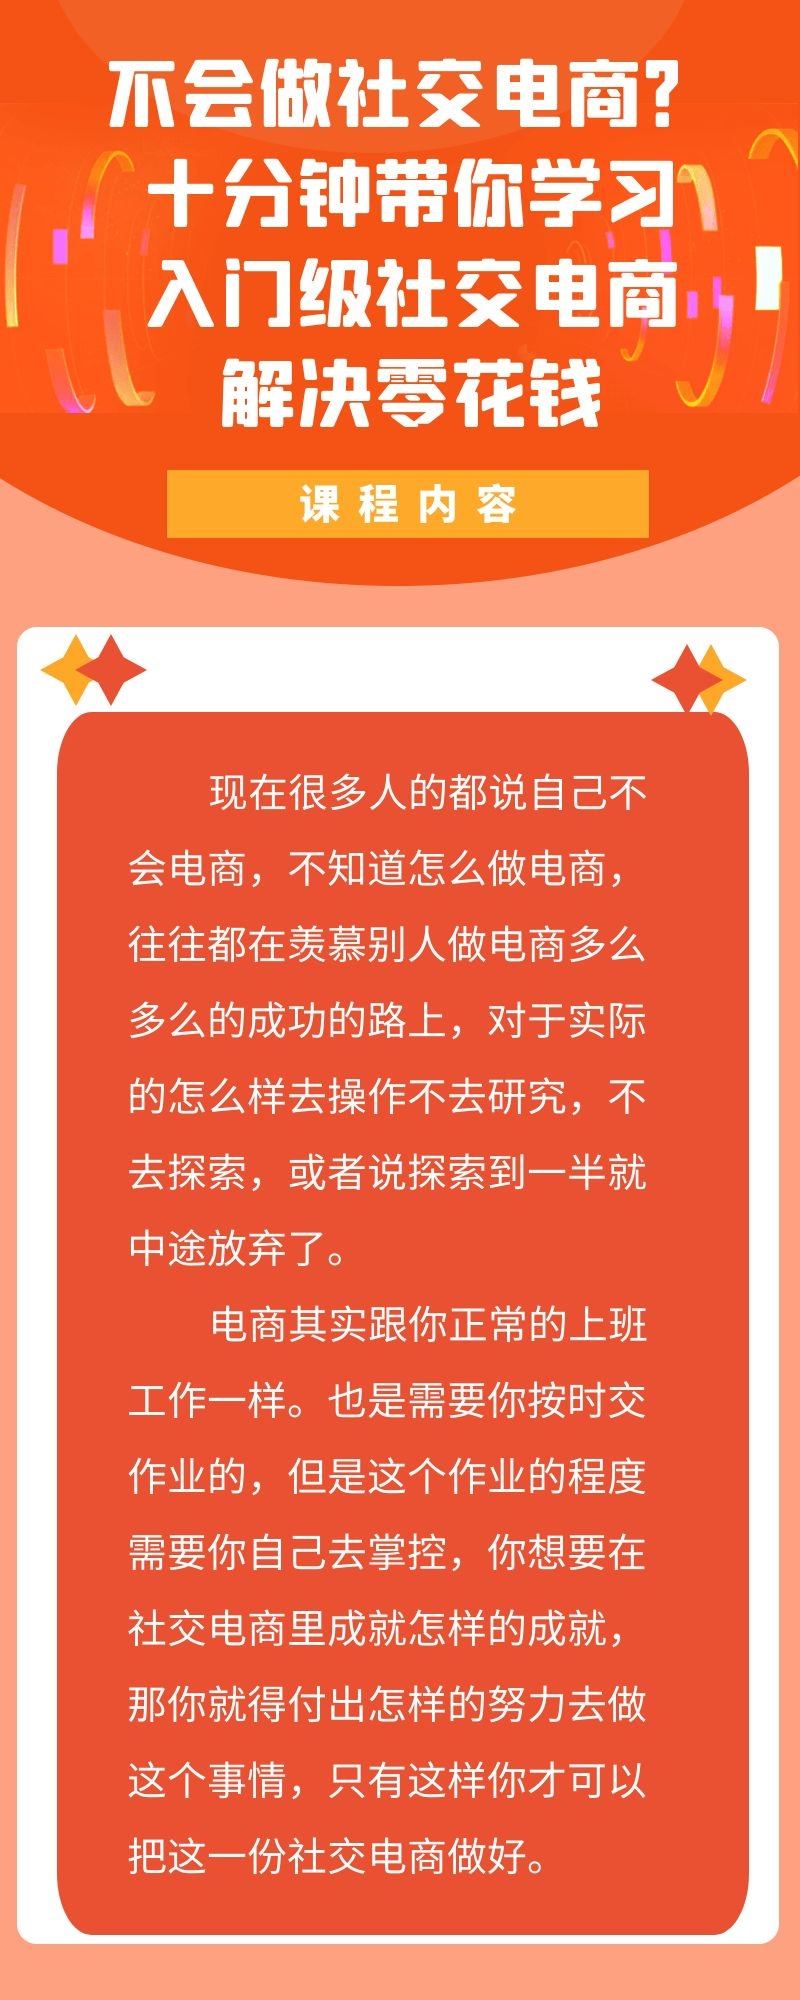 不会做社交电商？
十分钟带你学习
入门级社交电商
解决零花钱
课程内容
现在很多人的都说自己不
会电商，不知道怎么做电商，
往往都在羡慕别人做电商多么
多么的成功的路上，对于实际
的怎么样去操作不去研究，不
去探索，或者说探索到一半就
中途放弃了。
电商其实跟你正常的上班
工作一样。也是需要你按时交
作业的，但是这个作业的程度
需要你自己去掌控，你想要在
社交电商里成就怎样的成就，
那你就得付出怎样的努力去做
这个事情，只有这样你才可以
把这一份社交电商做好。